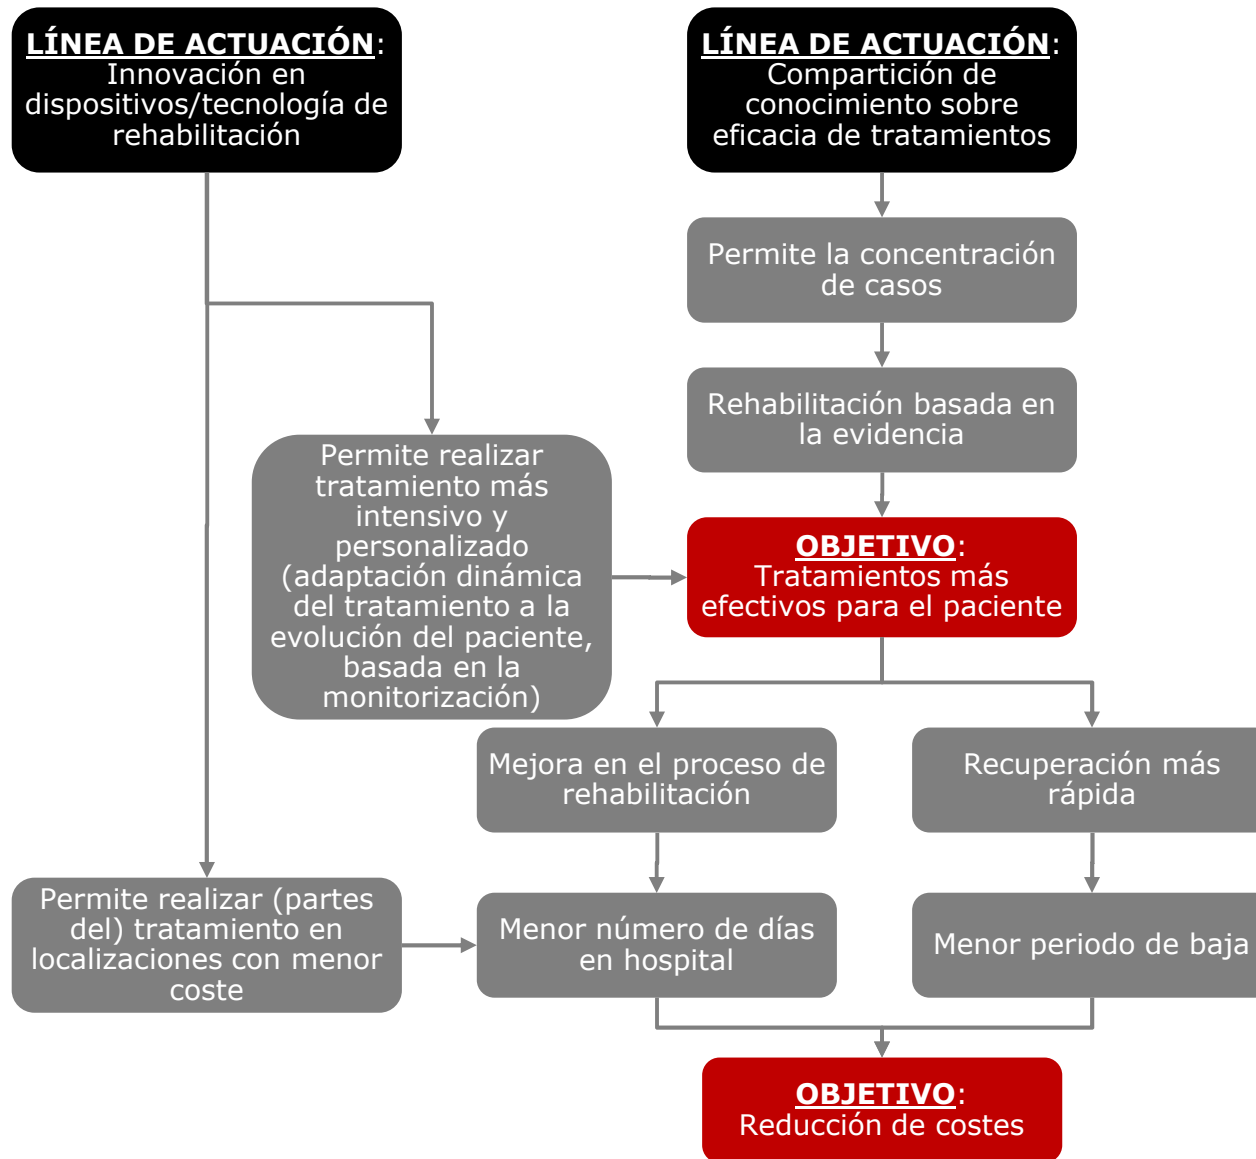 LÍNEA DE ACTUACIÓN:
Innovación en
dispositivos/tecnología de
rehabilitación
LÍNEA DE ACTUACIÓN:
Compartición de
conocimiento sobre
eficacia de tratamientos
Permite la concentración
de casos
Rehabilitación basada en
la evidencia
Permite realizar
tratamiento más
intensivo y
personalizado
(adaptación dinámica
del tratamiento a la
evolución del paciente,
basada en la
monitorización)
OBJETIVO:
Tratamientos más
efectivos para el paciente
Mejora en el proceso de
rehabilitación
Recuperación más
rápida
Permite realizar (partes
del) tratamiento en
localizaciones con menor
coste
Menor número de días
en hospital
Menor periodo de baja
OBJETIVO:
Reducción de costes